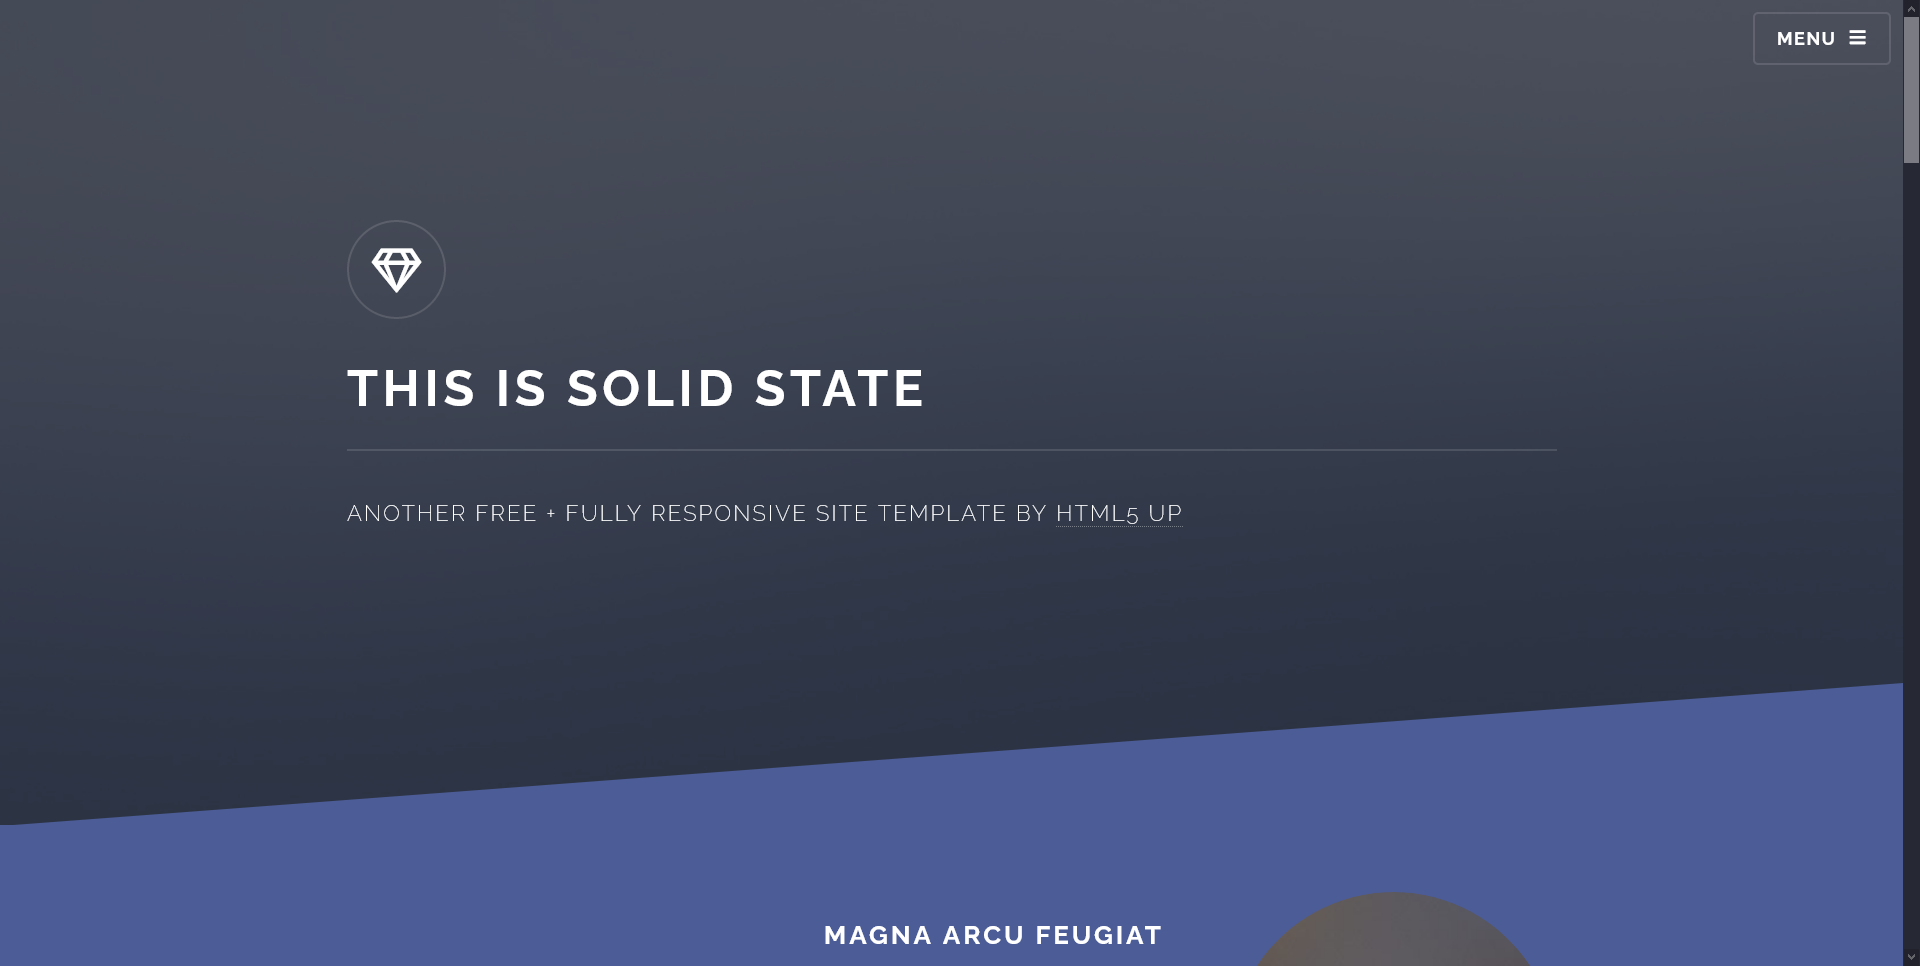 MENU
THIS IS SOLID STATE
ANOTHER FREE + FULLY RESPONSIVE SITE TEMPLATE BY HTML5 UP
MAGNA ARCU FEUGIAT